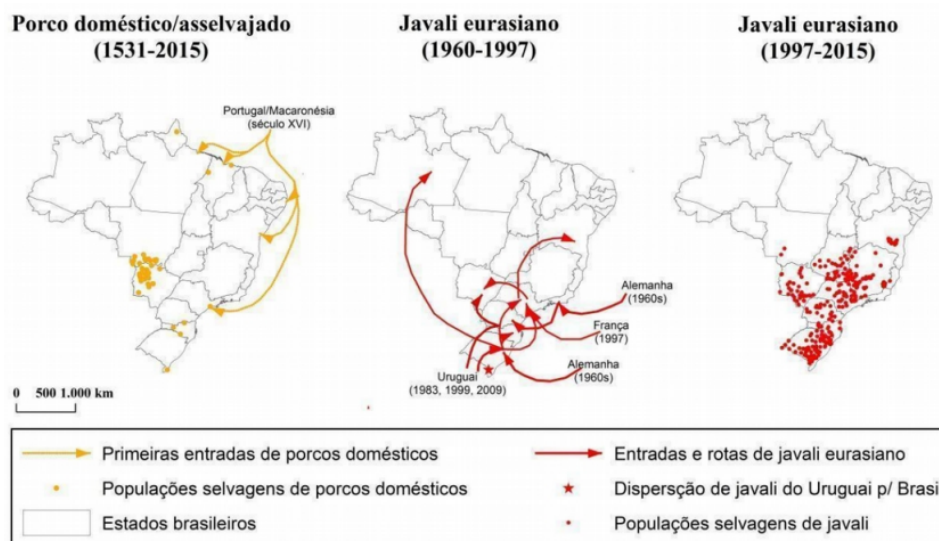 Porco doméstico/asselvajado
(1531-2015)
Javali eurasiano
(1960-1997)
Javali eurasiano
(1997-2015)
Portugal/Macaronésia
(século XVI)
Alemanha
(1960s)
França
(1997)
Alemanha
(1960s)
Uruguai
(1983, 1999, 2009)
0 500 1.000 km
Primeiras entradas de porcos domésticos
Populações selvagens de porcos domésticos
Estados brasileiros
Entradas e rotas de javali eurasiano
Dispersção de javali do Uruguai p/ Brasi
Populações selvagens de javali